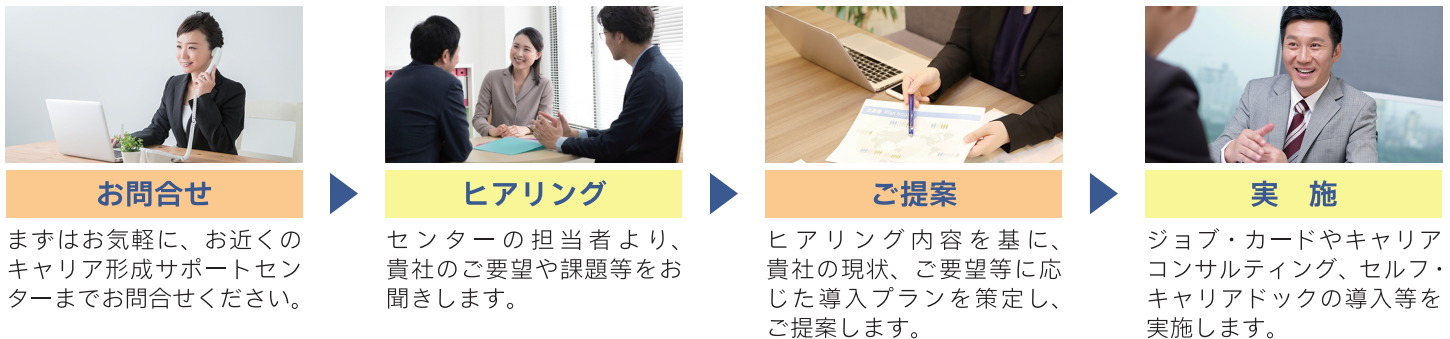 お問合せ
まずはお気軽に、お近くの
キャリア形成サポートセン
ターまでお問合せください。
ヒアリング
センターの担当者より、
貴社のご要望や課題等をお
聞きします。
ご提案
ヒアリング内容を基に、
貴社の現状、ご要望等に応
じた導入プランを策定し、
ご提案します。
実　施
ジョブ・カードやキャリア
コンサルティング、セルフ・
キャリアドックの導入等を
実施します。